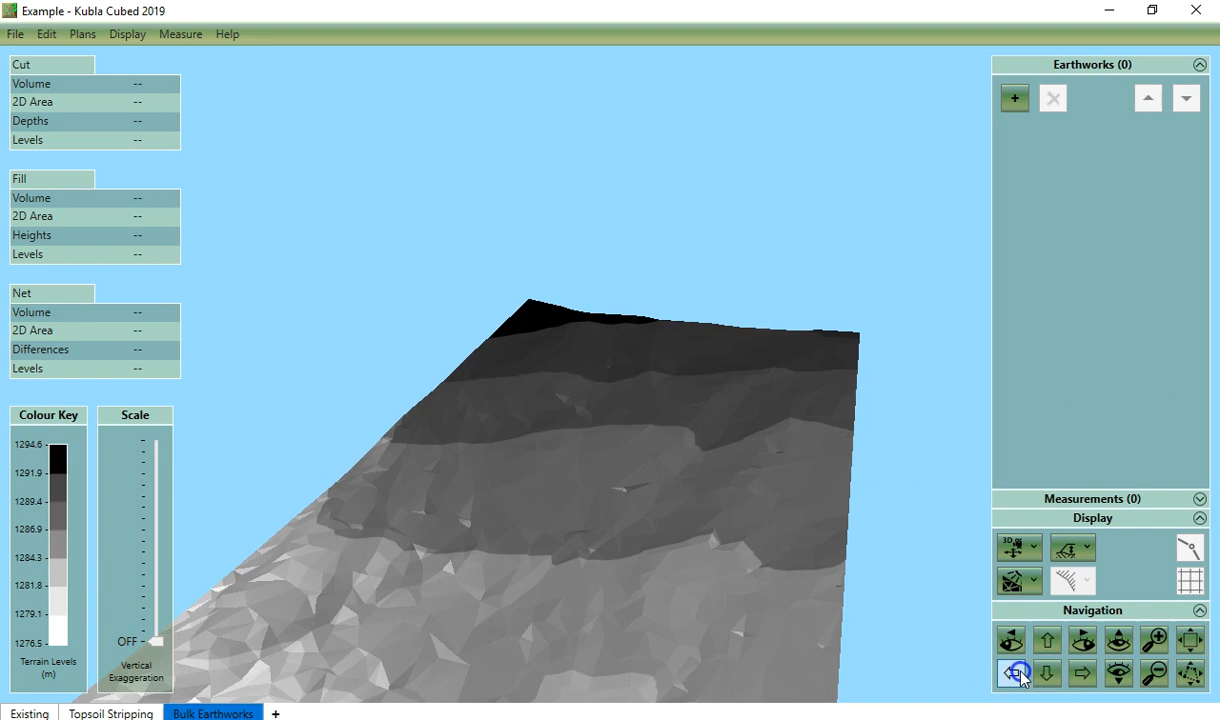 Example - Kubla Cubed 2019
File Edit Plans Display Measure Help
Cut
Volume --
2D Area --
Depths --
Levels --
Fill
Volume --
2D Area --
Heights --
Levels --
Net
Volume --
2D Area --
Differences --
Levels --
Colour Key
1294.6
1291.9
1289.4
1286.9
1284.3
1281.8
1279.1
1276.5
Terrain Levels
(m)
Scale
OFF
Vertical
Exaggeration
Earthworks (0)
+
Measurements (0)
Display
3D
Navigation
Existing Topsoil Stripping Bulk Earthworks +